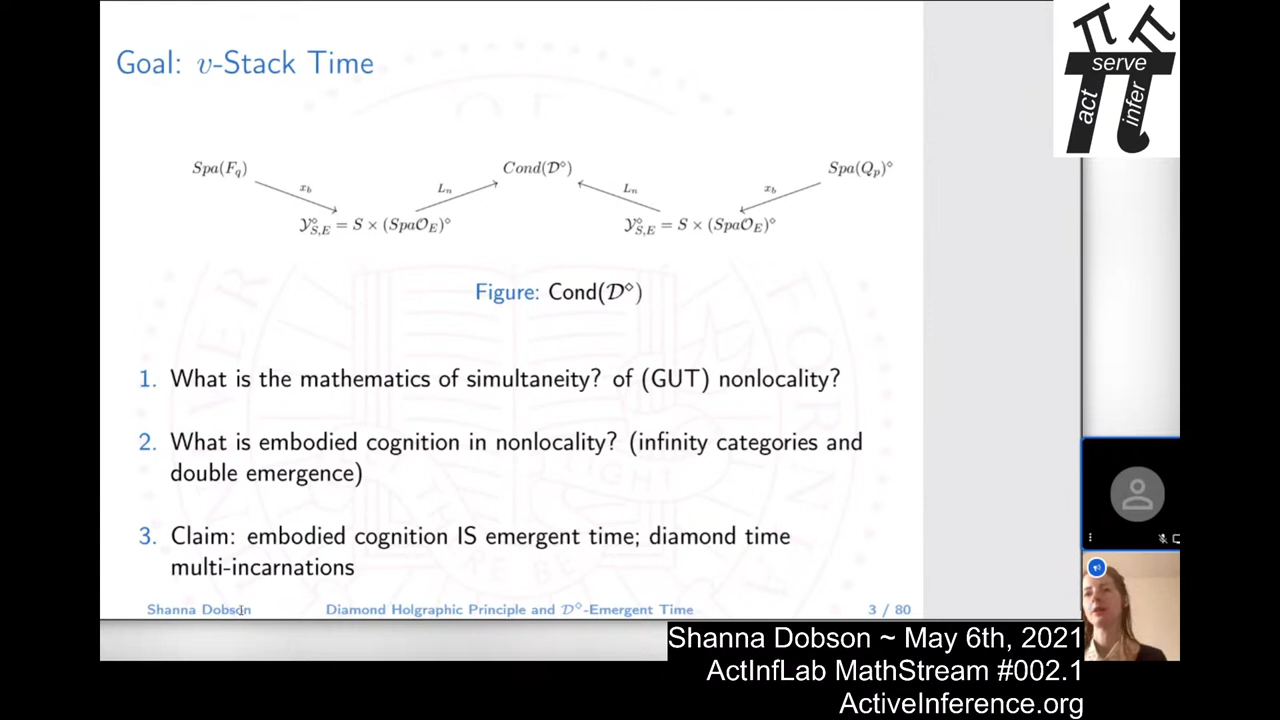 Goal: v-Stack Time
Spa(F_q)
Cond(𝒟^◇)
Spa(Q_p)^◇
x_b
L_n
L_n
x_b
𝒴^◇_{S,E} = S × (Spa𝒪_E)^◇
𝒴^◇_{S,E} = S × (Spa𝒪_E)^◇
Figure: Cond(𝒟^◇)
1. What is the mathematics of simultaneity? of (GUT) nonlocality?
2. What is embodied cognition in nonlocality? (infinity categories and
double emergence)
3. Claim: embodied cognition IS emergent time; diamond time
multi-incarnations
Shanna Dobson
Diamond Holgraphic Principle and 𝒟^◇-Emergent Time
3 / 80
serve
act
infer
Shanna Dobson ~ May 6th, 2021
ActInfLab MathStream #002.1
ActiveInference.org